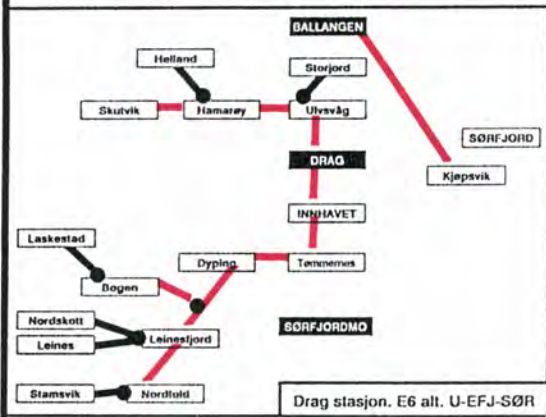 BALLANGEN
Helland
Storjord
Skutvik
Hamarøy
Ulvsvåg
SØRFJORD
DRAG
Kjøpsvik
INNHAVET
Laskestad
Dyping
Tømmernes
Bogen
Nordskott
SØRFJORDMO
Leines
Leinesfjord
Stamsvik
Nordfold
Drag stasjon. E6 alt. U-EFJ-SØR